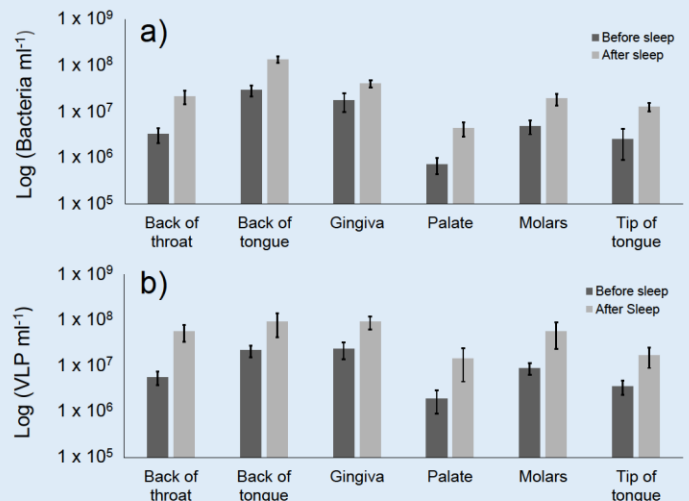 a)
Log (Bacteria ml⁻¹)
1 x 10⁹
1 x 10⁸
1 x 10⁷
1 x 10⁶
1 x 10⁵
Before sleep
After sleep
Back of
throat
Back of
tongue
Gingiva
Palate
Molars
Tip of
tongue
b)
Log (VLP ml⁻¹)
1 x 10⁹
1 x 10⁸
1 x 10⁷
1 x 10⁶
1 x 10⁵
Before sleep
After Sleep
Back of
throat
Back of
tongue
Gingiva
Palate
Molars
Tip of
tongue